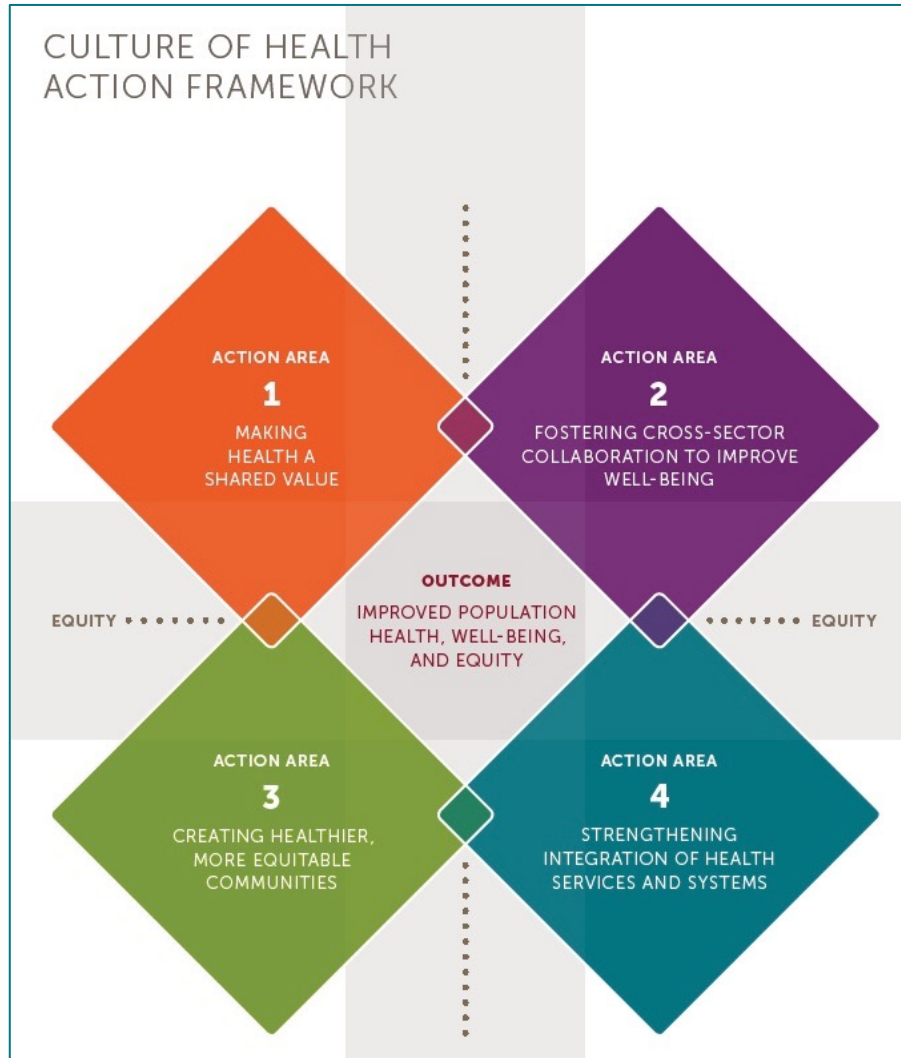 CULTURE OF HEALTH
ACTION FRAMEWORK
ACTION AREA
1
MAKING
HEALTH A
SHARED VALUE
ACTION AREA
2
FOSTERING CROSS-SECTOR
COLLABORATION TO IMPROVE
WELL-BEING
EQUITY
OUTCOME
IMPROVED POPULATION
HEALTH, WELL-BEING,
AND EQUITY
EQUITY
ACTION AREA
3
CREATING HEALTHIER,
MORE EQUITABLE
COMMUNITIES
ACTION AREA
4
STRENGTHENING
INTEGRATION OF HEALTH
SERVICES AND SYSTEMS